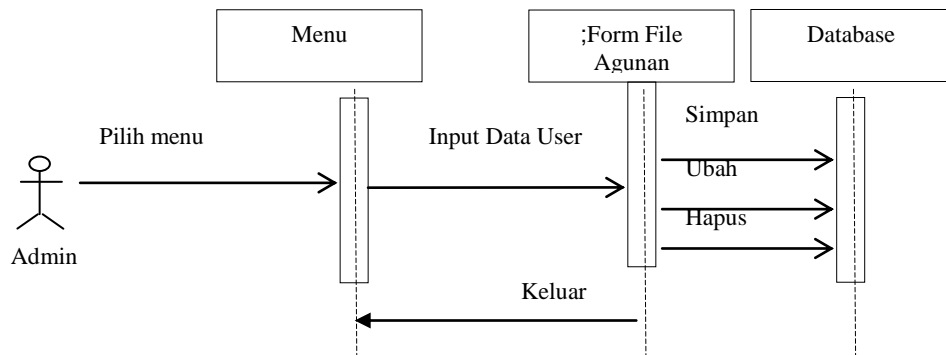 Menu
;Form File
Agunan
Database
Pilih menu
Input Data User
Simpan
Ubah
Hapus
Admin
Keluar